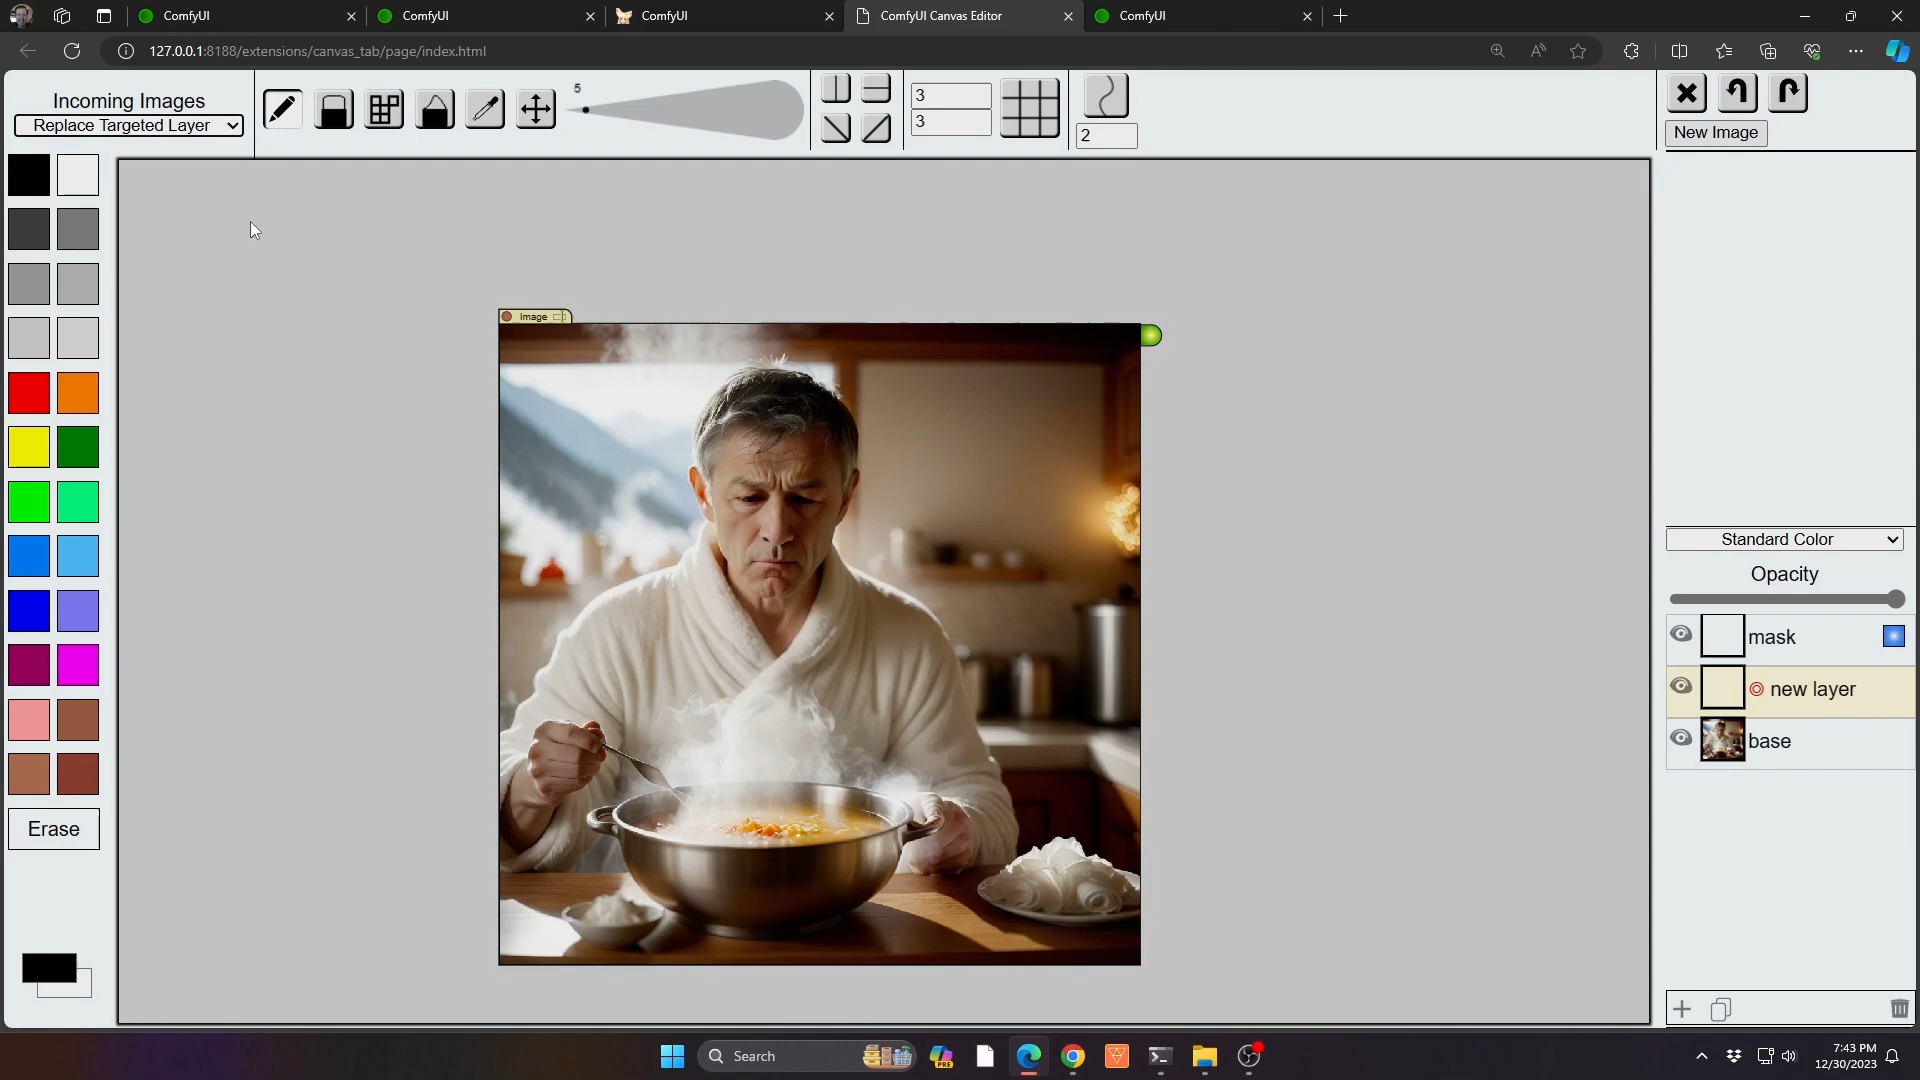 ComfyUI
ComfyUI
ComfyUI
ComfyUI Canvas Editor
ComfyUI
127.0.0.1:8188/extensions/canvas_tab/page/index.html
Incoming Images
Replace Targeted Layer
5
3
3
2
New Image
Image
Standard Color
Opacity
mask
new layer
base
Erase
Search
PRE
7:43 PM
12/30/2023